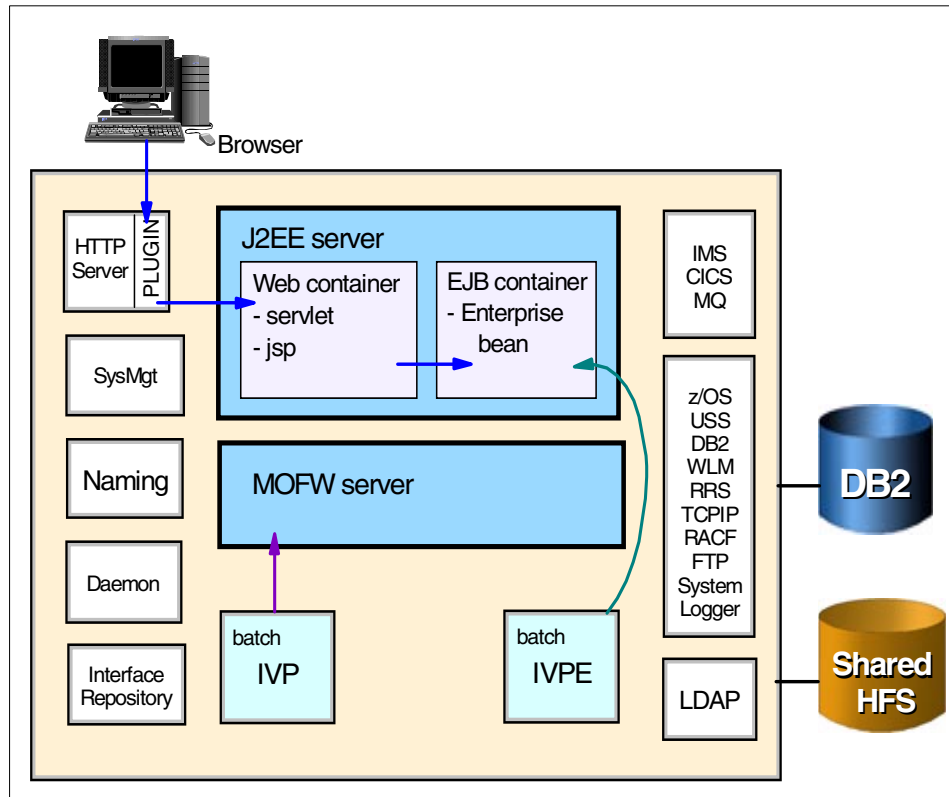 Browser
HTTP
Server
PLUGIN
SysMgt
Naming
Daemon
Interface
Repository
J2EE server
Web container
- servlet
- jsp
EJB container
- Enterprise
bean
MOFW server
batch
IVP
batch
IVPE
IMS
CICS
MQ
z/OS
USS
DB2
WLM
RRS
TCPIP
RACF
FTP
System
Logger
LDAP
DB2
Shared
HFS